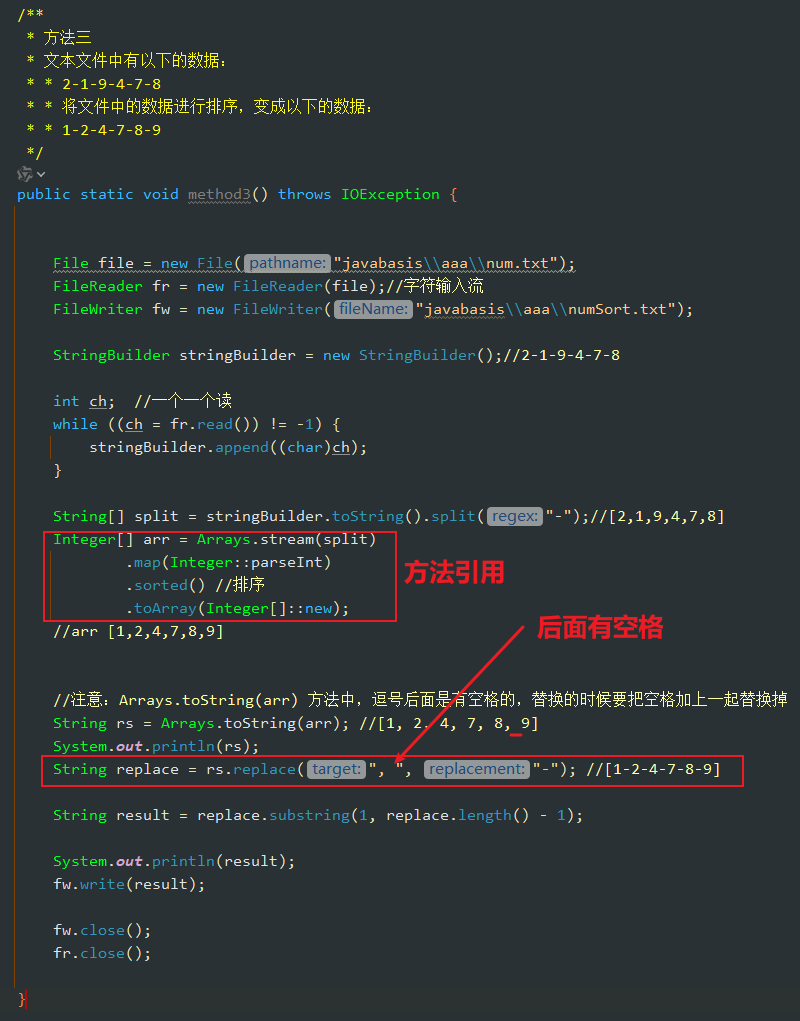 /**
* 方法三
* 文本文件中有以下的数据：
* * 2-1-9-4-7-8
* * 将文件中的数据进行排序，变成以下的数据：
* * 1-2-4-7-8-9
*/
public static void method3() throws IOException {
File file = new File( pathname: "javabasis\\aaa\\num.txt");
FileReader fr = new FileReader(file);//字符输入流
FileWriter fw = new FileWriter( fileName: "javabasis\\aaa\\numSort.txt");
StringBuilder stringBuilder = new StringBuilder();//2-1-9-4-7-8
int ch;  //一个一个读
while ((ch = fr.read()) != -1) {
stringBuilder.append((char)ch);
}
String[] split = stringBuilder.toString().split( regex: "-");//[2,1,9,4,7,8]
Integer[] arr = Arrays.stream(split)
.map(Integer::parseInt)
方法引用
.sorted() //排序
.toArray(Integer[]::new);
后面有空格
//arr [1,2,4,7,8,9]
//注意：Arrays.toString(arr) 方法中，逗号后面是有空格的，替换的时候要把空格加上一起替换掉
String rs = Arrays.toString(arr); //[1, 2, 4, 7, 8, 9]
System.out.println(rs);
String replace = rs.replace( target: ", ", replacement: "-"); //[1-2-4-7-8-9]
String result = replace.substring(1, replace.length() - 1);
System.out.println(result);
fw.write(result);
fw.close();
fr.close();
}